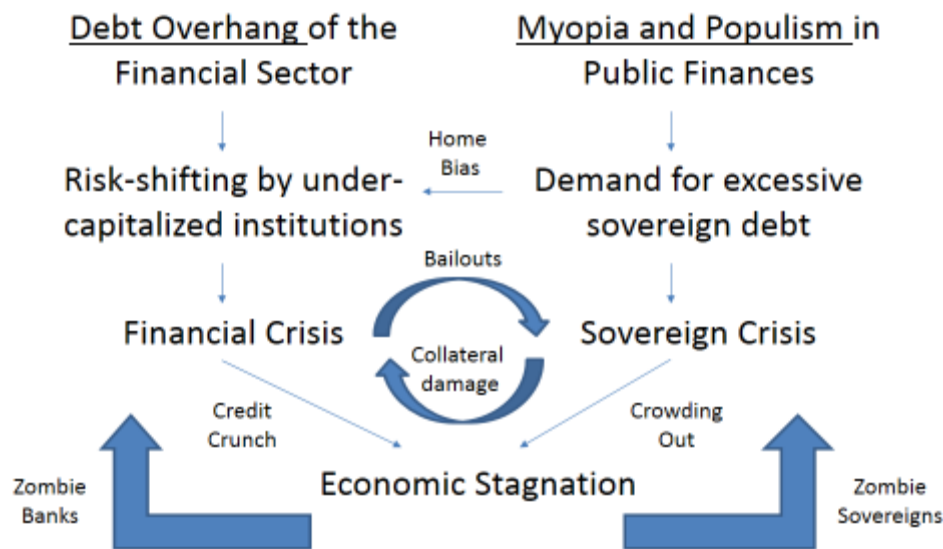 Debt Overhang of the
Financial Sector
Myopia and Populism in
Public Finances
Home
Bias
Risk-shifting by under-
capitalized institutions
Demand for excessive
sovereign debt
Bailouts
Financial Crisis
Sovereign Crisis
Collateral
damage
Credit
Crunch
Crowding
Out
Economic Stagnation
Zombie
Banks
Zombie
Sovereigns